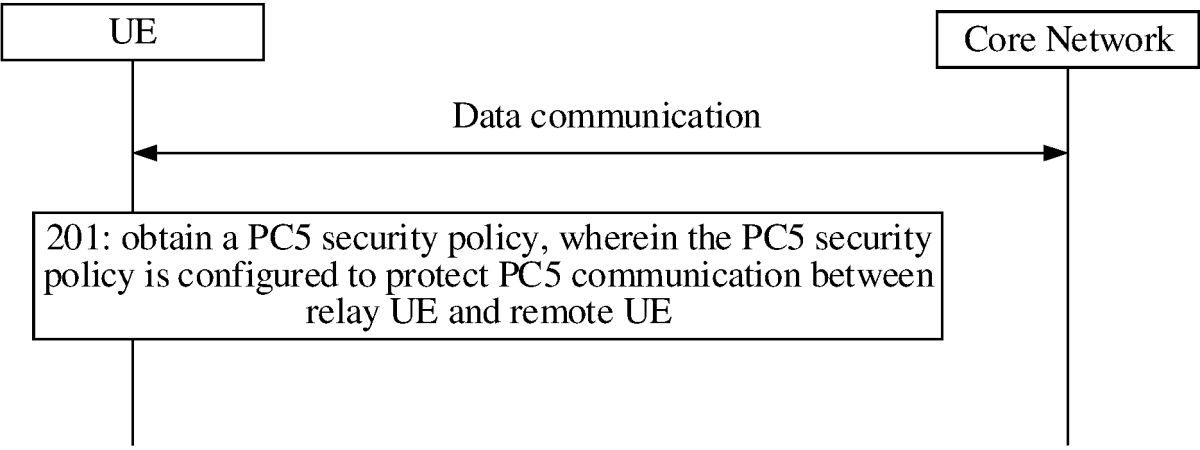 UE
Core Network
Data communication
201: obtain a PC5 security policy, wherein the PC5 security
policy is configured to protect PC5 communication between
relay UE and remote UE